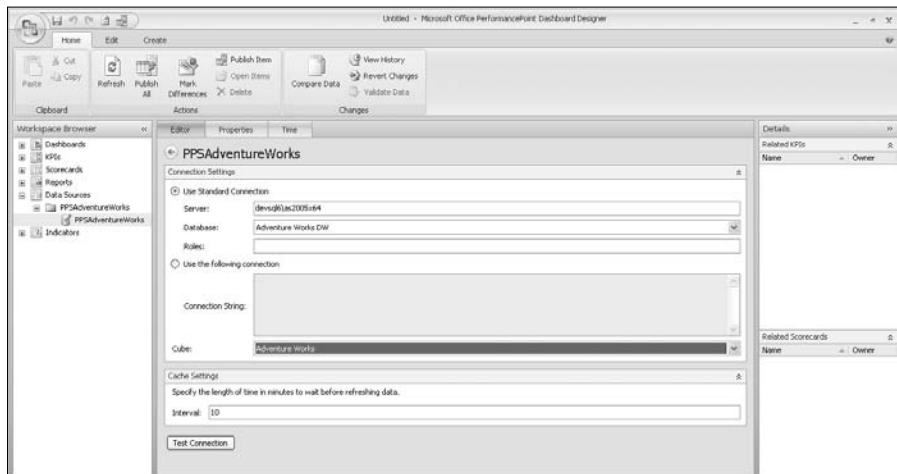 Untitled - Microsoft Office PerformancePoint Dashboard Designer
Home Edit Create
Paste
Cut
Copy
Clipboard
Refresh
Publish All
Mark Differences
Publish Item
Open Items
Delete
Actions
Compare Data
View History
Revert Changes
Validate Data
Changes
Workspace Browser
Dashboards
KPIs
Scorecards
Reports
Data Sources
PPSAdventureWorks
PPSAdventureWorks
Indicators
Editor Properties Time
PPSAdventureWorks
Connection Settings
Use Standard Connection
Server: devsql6\as2005x64
Database: Adventure Works DW
Roles:
Use the following connection
Connection String:
Cube: Adventure Works
Cache Settings
Specify the length of time in minutes to wait before refreshing data.
Interval: 10
Test Connection
Details
Related KPIs
Name Owner
Related Scorecards
Name Owner